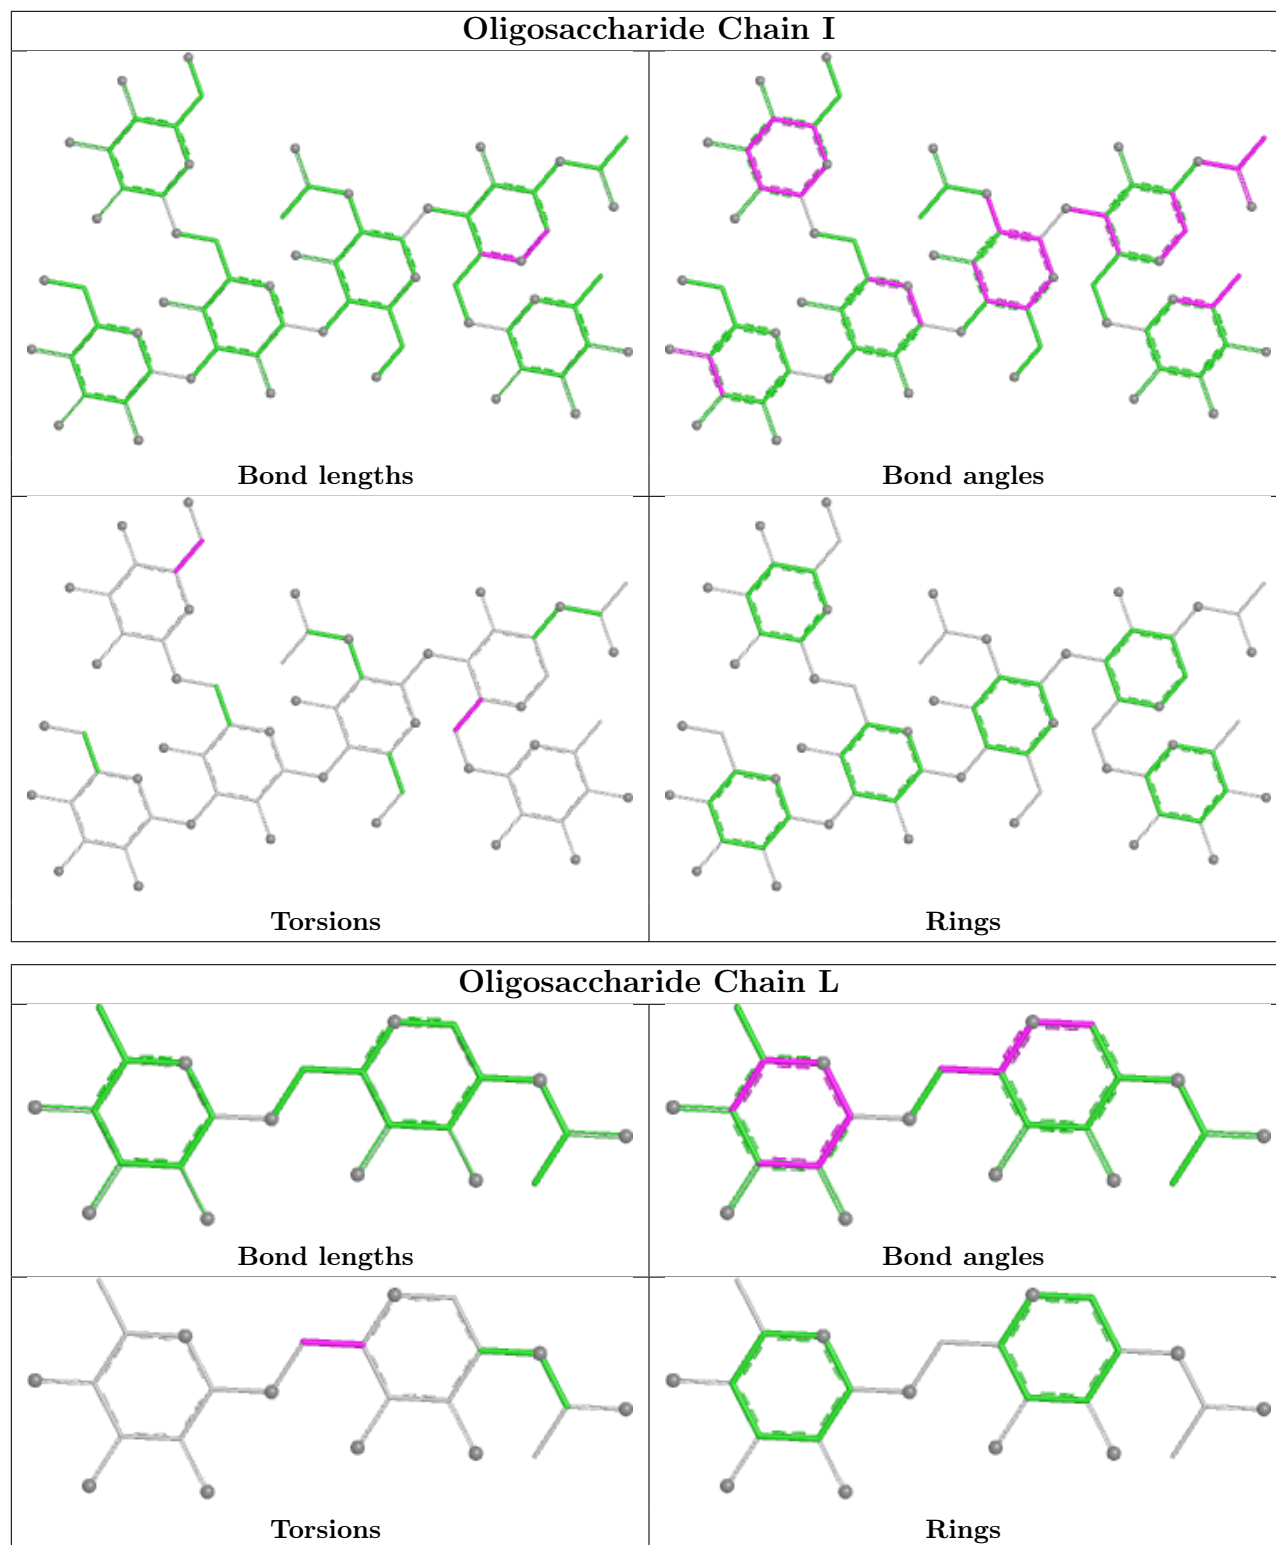 Oligosaccharide Chain I
Bond lengths
Bond angles
Torsions
Rings
Oligosaccharide Chain L
Bond lengths
Bond angles
Torsions
Rings